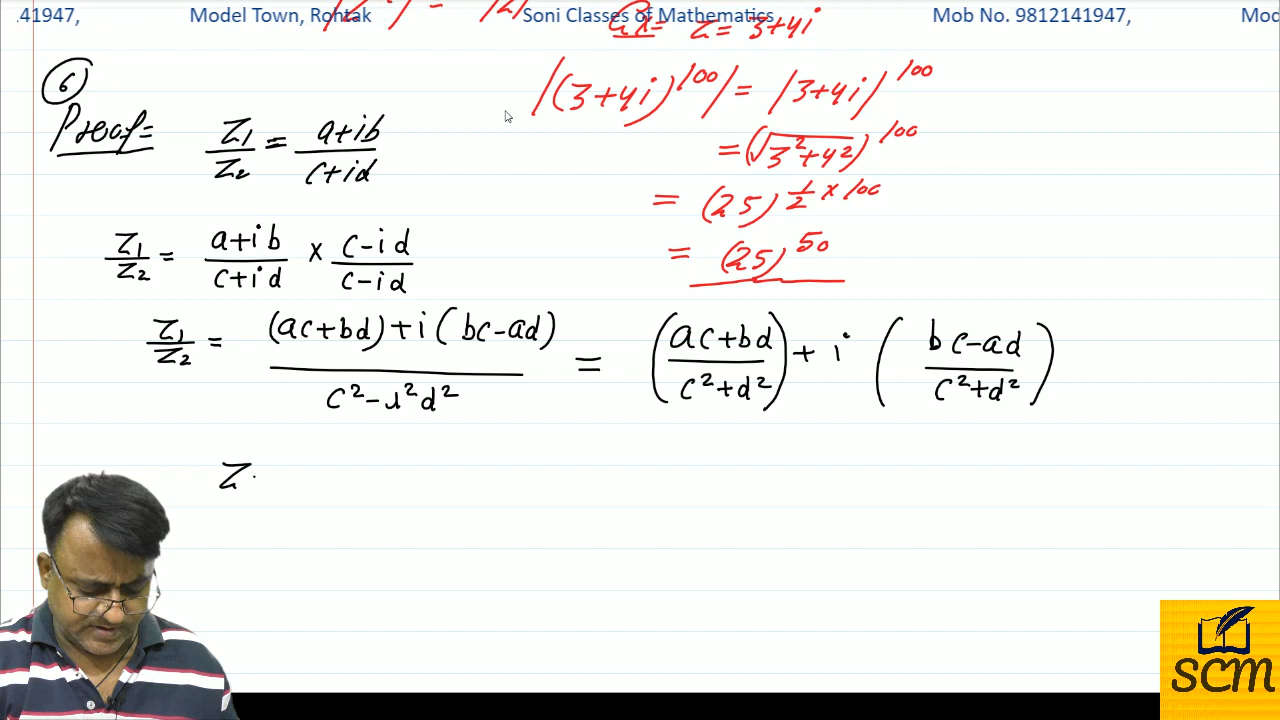 .41947, Model Town, Rohtak Soni Classes of Mathematics Mob No. 9812141947, Mod
Ex= Z = 3+4i
|(3+4i)^100| = |3+4i|^100
= (√3²+4²)^100
= (25)^1/2 × 100
= (25)^50
6
Proof= Z1/Z2 = a+ib/c+id
Z1/Z2 = a+ib/c+id × c-id/c-id
Z1/Z2 = (ac+bd)+i(bc-ad)/c²-i²d² = (ac+bd/c²+d²) + i (bc-ad/c²+d²)
Z
SCM